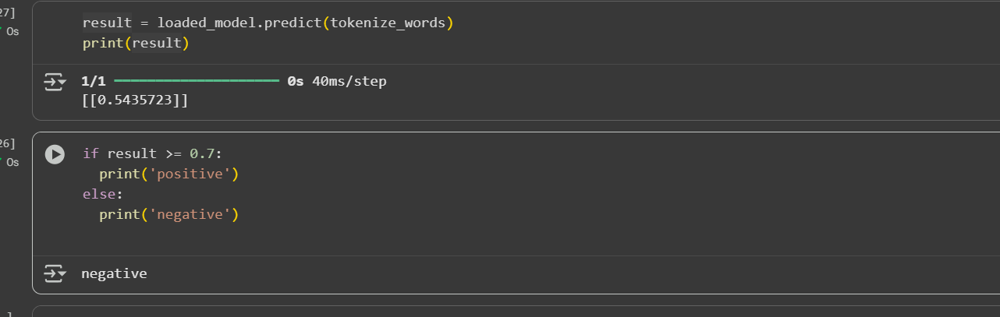 27]
0s
result = loaded_model.predict(tokenize_words)
print(result)
1/1 0s 40ms/step
[[0.5435723]]
26]
0s
if result >= 0.7:
  print('positive')
else:
  print('negative')
negative
]